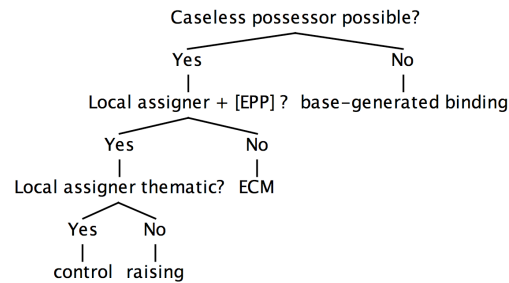 Caseless possessor possible?
Yes No
Local assigner + [EPP] ? base-generated binding
Yes No
Local assigner thematic? ECM
Yes No
control raising